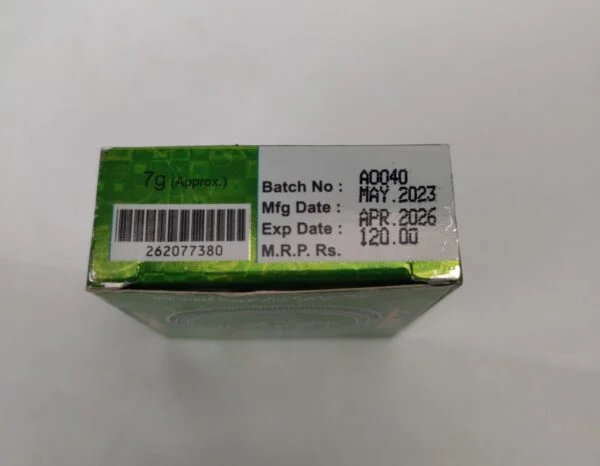 7g (Approx.)
262077380
Batch No : A0040
Mfg Date : MAY.2023
Exp Date : APR.2026
M.R.P. Rs. 120.00